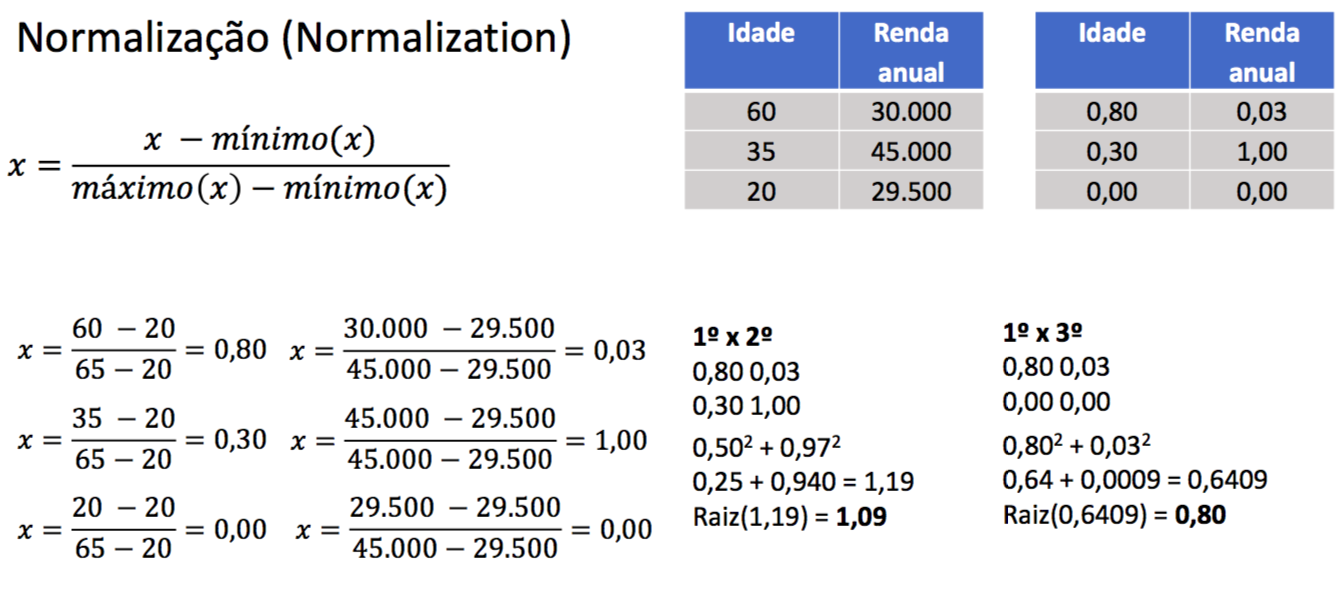 Normalização (Normalization)
x = (x − mínimo(x)) / (máximo(x) − mínimo(x))
Idade Renda anual
60 30.000
35 45.000
20 29.500
Idade Renda anual
0,80 0,03
0,30 1,00
0,00 0,00
x = (60 − 20) / (65 − 20) = 0,80 x = (30.000 − 29.500) / (45.000 − 29.500) = 0,03
x = (35 − 20) / (65 − 20) = 0,30 x = (45.000 − 29.500) / (45.000 − 29.500) = 1,00
x = (20 − 20) / (65 − 20) = 0,00 x = (29.500 − 29.500) / (45.000 − 29.500) = 0,00
1º x 2º
0,80 0,03
0,30 1,00
0,50² + 0,97²
0,25 + 0,940 = 1,19
Raiz(1,19) = 1,09
1º x 3º
0,80 0,03
0,00 0,00
0,80² + 0,03²
0,64 + 0,0009 = 0,6409
Raiz(0,6409) = 0,80